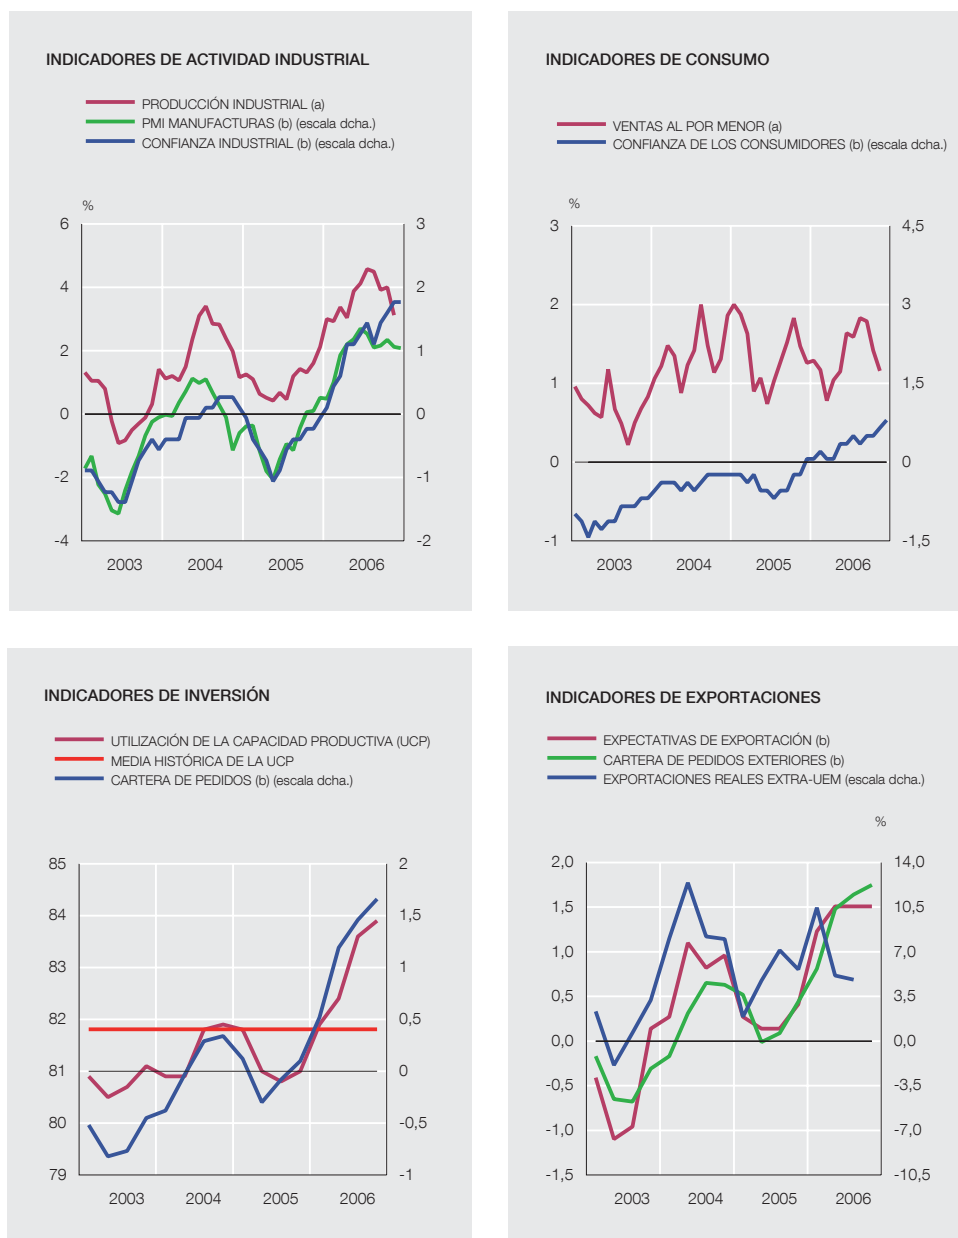 INDICADORES DE ACTIVIDAD INDUSTRIAL
PRODUCCIÓN INDUSTRIAL (a)
PMI MANUFACTURAS (b) (escala dcha.)
CONFIANZA INDUSTRIAL (b) (escala dcha.)
%
6 3
4 2
2 1
0 0
-2 -1
-4 -2
2003 2004 2005 2006
INDICADORES DE CONSUMO
VENTAS AL POR MENOR (a)
CONFIANZA DE LOS CONSUMIDORES (b) (escala dcha.)
%
3 4,5
2 3
1 1,5
0 0
-1 -1,5
2003 2004 2005 2006
INDICADORES DE INVERSIÓN
UTILIZACIÓN DE LA CAPACIDAD PRODUCTIVA (UCP)
MEDIA HISTÓRICA DE LA UCP
CARTERA DE PEDIDOS (b) (escala dcha.)
85 2
84 1,5
83 1
82 0,5
81 0
80 -0,5
79 -1
2003 2004 2005 2006
INDICADORES DE EXPORTACIONES
EXPECTATIVAS DE EXPORTACIÓN (b)
CARTERA DE PEDIDOS EXTERIORES (b)
EXPORTACIONES REALES EXTRA-UEM (escala dcha.)
%
2,0 14,0
1,5 10,5
1,0 7,0
0,5 3,5
0,0 0,0
-0,5 -3,5
-1,0 -7,0
-1,5 -10,5
2003 2004 2005 2006